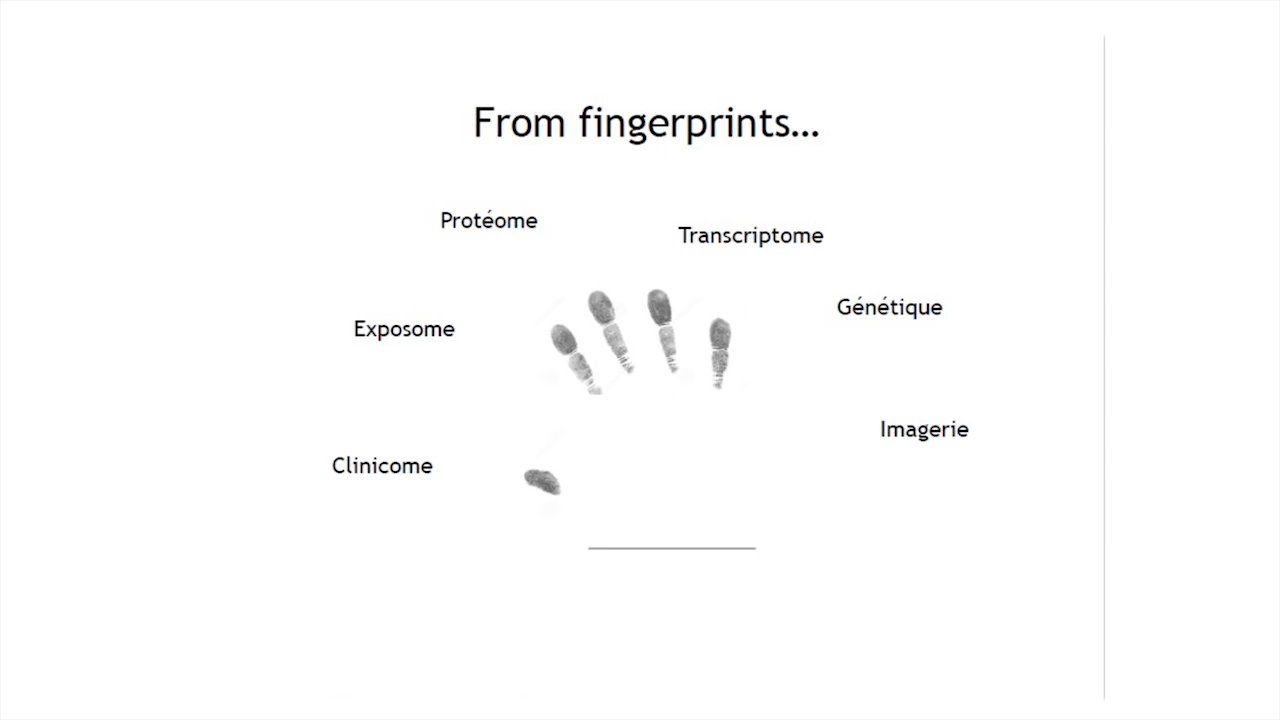 From fingerprints...
Protéome
Transcriptome
Génétique
Exposome
Imagerie
Clinicome